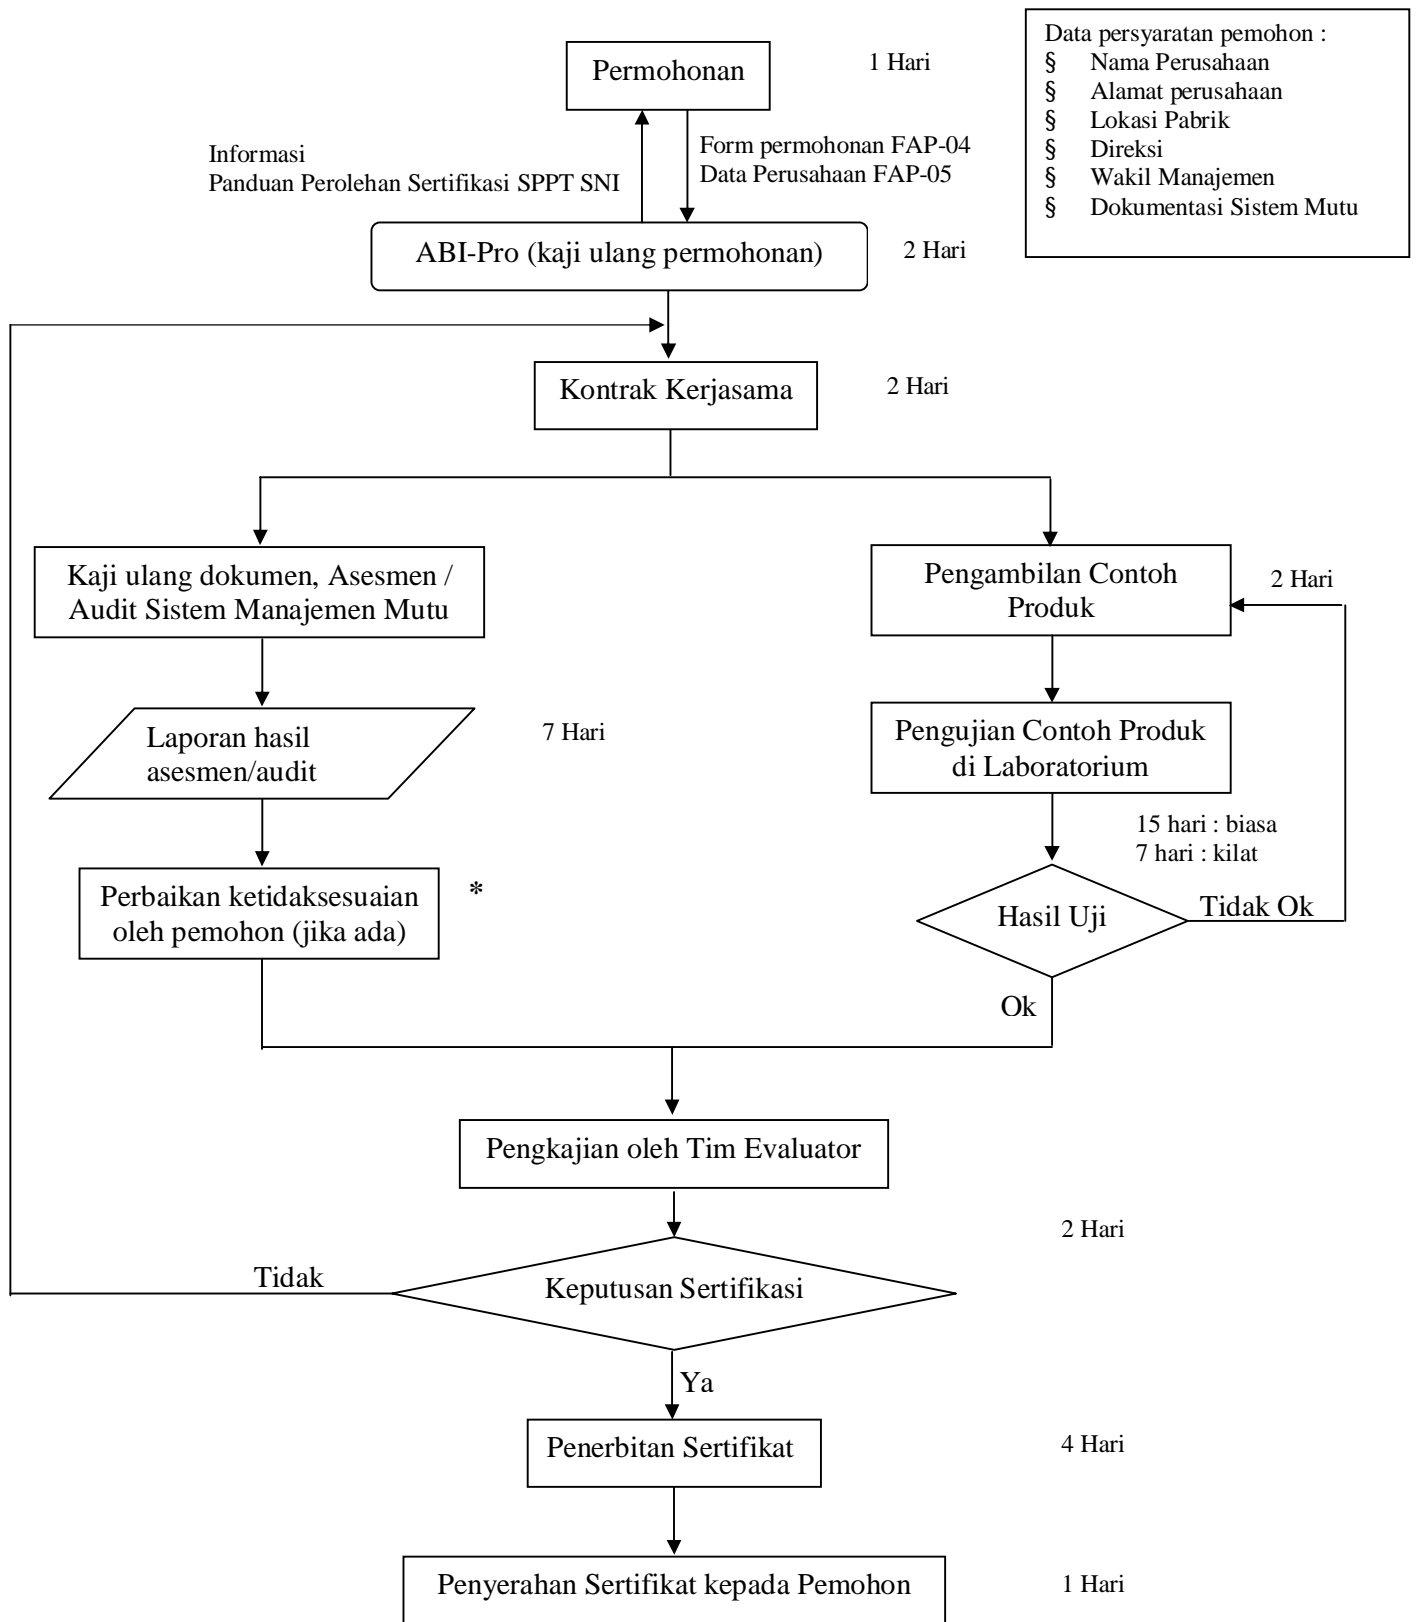 Data persyaratan pemohon :
§ Nama Perusahaan
§ Alamat perusahaan
§ Lokasi Pabrik
§ Direksi
§ Wakil Manajemen
§ Dokumentasi Sistem Mutu
Permohonan
1 Hari
Informasi
Panduan Perolehan Sertifikasi SPPT SNI
Form permohonan FAP-04
Data Perusahaan FAP-05
ABI-Pro (kaji ulang permohonan)
2 Hari
Kontrak Kerjasama
2 Hari
Kaji ulang dokumen, Asesmen /
Audit Sistem Manajemen Mutu
Laporan hasil
asesmen/audit
7 Hari
Perbaikan ketidaksesuaian
oleh pemohon (jika ada)
*
Pengambilan Contoh
Produk
2 Hari
Pengujian Contoh Produk
di Laboratorium
15 hari : biasa
7 hari : kilat
Hasil Uji
Tidak Ok
Ok
Pengkajian oleh Tim Evaluator
2 Hari
Keputusan Sertifikasi
Tidak
Ya
Penerbitan Sertifikat
4 Hari
Penyerahan Sertifikat kepada Pemohon
1 Hari